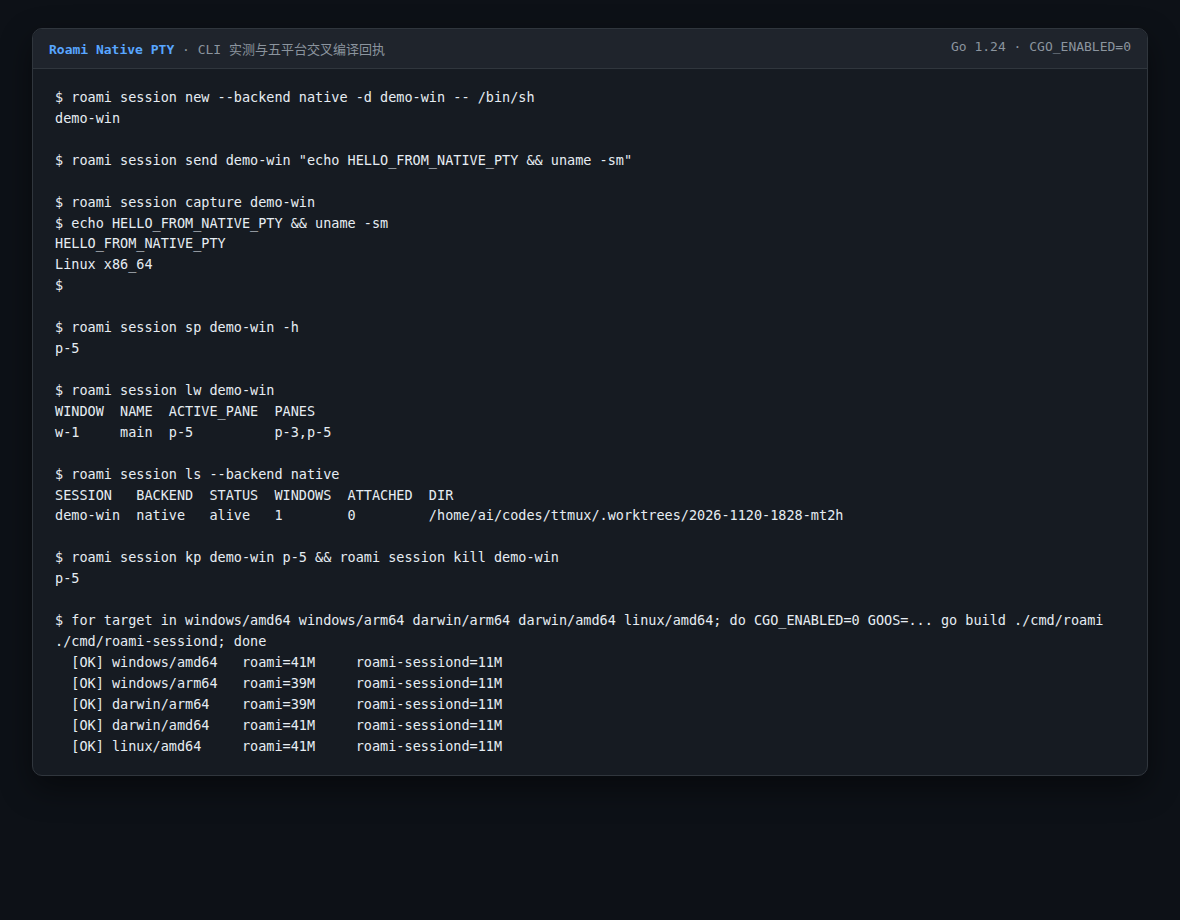 Roami Native PTY · CLI 实测与五平台交叉编译回执
Go 1.24 · CGO_ENABLED=0
$ roami session new --backend native -d demo-win -- /bin/sh
demo-win
$ roami session send demo-win "echo HELLO_FROM_NATIVE_PTY && uname -sm"
$ roami session capture demo-win
$ echo HELLO_FROM_NATIVE_PTY && uname -sm
HELLO_FROM_NATIVE_PTY
Linux x86_64
$
$ roami session sp demo-win -h
p-5
$ roami session lw demo-win
WINDOW  NAME  ACTIVE_PANE  PANES
w-1     main  p-5          p-3,p-5
$ roami session ls --backend native
SESSION   BACKEND  STATUS  WINDOWS  ATTACHED  DIR
demo-win  native   alive   1        0         /home/ai/codes/ttmux/.worktrees/2026-1120-1828-mt2h
$ roami session kp demo-win p-5 && roami session kill demo-win
p-5
$ for target in windows/amd64 windows/arm64 darwin/arm64 darwin/amd64 linux/amd64; do CGO_ENABLED=0 GOOS=... go build ./cmd/roami
./cmd/roami-sessiond; done
  [OK] windows/amd64   roami=41M     roami-sessiond=11M
  [OK] windows/arm64   roami=39M     roami-sessiond=11M
  [OK] darwin/arm64    roami=39M     roami-sessiond=11M
  [OK] darwin/amd64    roami=41M     roami-sessiond=11M
  [OK] linux/amd64     roami=41M     roami-sessiond=11M